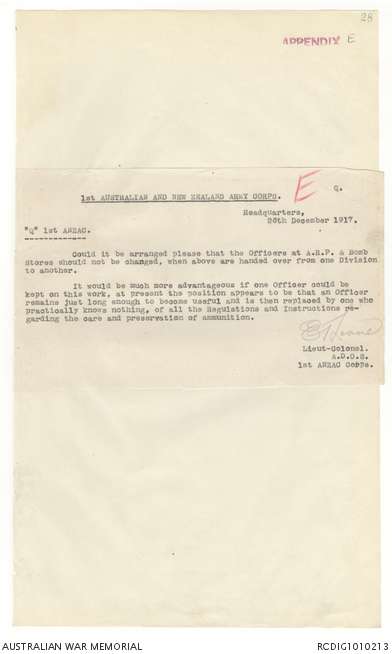 28
APPENDIX E
E
Q.
1st AUSTRALIAN AND NEW ZEALAND ARMY CORPS.
Headquarters,
26th December 1917.
"Q" 1st ANZAC.
Could it be arranged please that the Officers at A.R.P. & Bomb
Stores should not be changed, when above are handed over from one Division
to another.
It would be much more advantageous if one Officer could be
kept on this work, at present the position appears to be that an Officer
remains just long enough to become useful and is then replaced by one who
practically knows nothing, of all the Regulations and Instructions re-
garding the care and preservation of ammunition.
Lieut-Colonel.
A.D.O.S.
1st ANZAC Corps.
AUSTRALIAN WAR MEMORIAL
RCDIG1010213